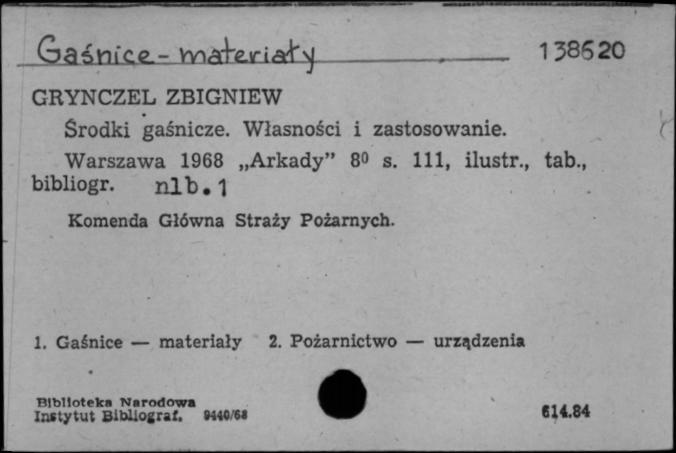 Gaśnice - materiały 138620
GRYNCZEL ZBIGNIEW
Środki gaśnicze. Własności i zastosowanie.
Warszawa 1968 „Arkady” 8⁰ s. 111, ilustr., tab.,
bibliogr. nlb. 1
Komenda Główna Straży Pożarnych.
1. Gaśnice — materiały 2. Pożarnictwo — urządzenia
Biblioteka Narodowa
Instytut Bibliograf. 9440/68 614.84